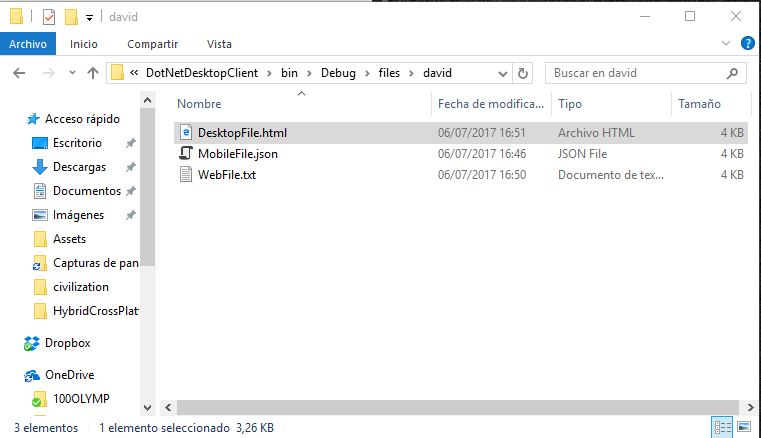 david
Archivo Inicio Compartir Vista
« DotNetDesktopClient › bin › Debug › files › david Buscar en david
Nombre Fecha de modifica... Tipo Tamaño
Acceso rápido
Escritorio
Descargas
Documentos
Imágenes
Assets
Capturas de pan
civilization
HybridCrossPlat
Dropbox
OneDrive
100OLYMP
DesktopFile.html 06/07/2017 16:51 Archivo HTML 4 KB
MobileFile.json 06/07/2017 16:46 JSON File 4 KB
WebFile.txt 06/07/2017 16:50 Documento de tex... 4 KB
3 elementos 1 elemento seleccionado 3,26 KB